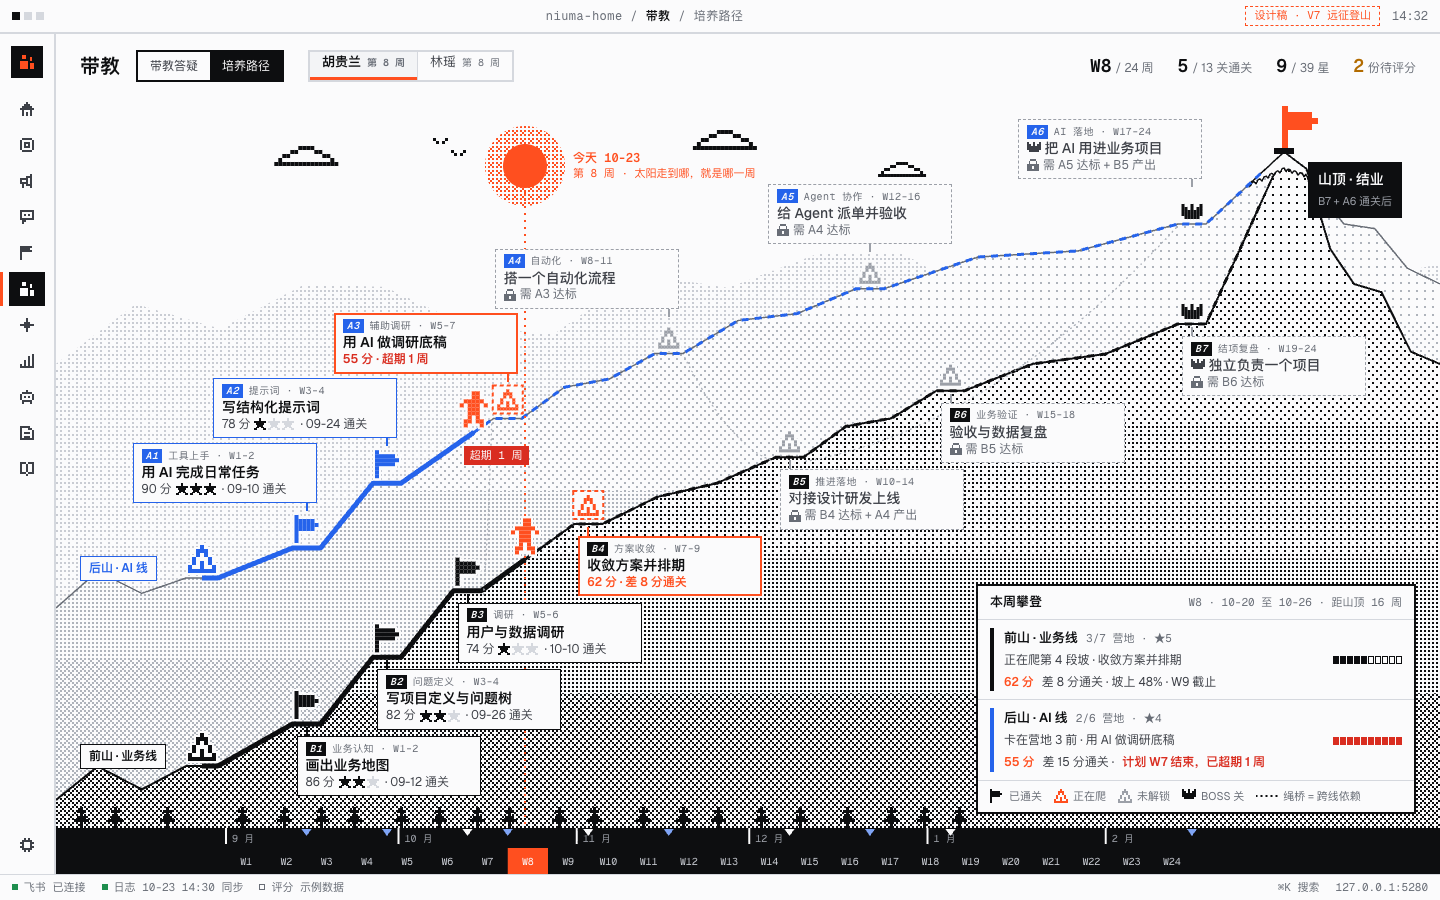 niuma-home / 带教 / 培养路径
设计稿 · V7 远征登山
14:32
带教
带教答疑
培养路径
胡贵兰 第 8 周
林瑶 第 8 周
W8 / 24 周
5 / 13 关通关
9 / 39 星
2 份待评分
今天 10-23
第 8 周 · 太阳走到哪, 就是哪一周
A6 AI 落地 · W17-24
把 AI 用进业务项目
需 A5 达标 + B5 产出
山顶 · 结业
B7 + A6 通关后
A5 Agent 协作 · W12-16
给 Agent 派单并验收
需 A4 达标
A4 自动化 · W8-11
搭一个自动化流程
需 A3 达标
A3 辅助调研 · W5-7
用 AI 做调研底稿
55 分 · 超期 1 周
A2 提示词 · W3-4
写结构化提示词
78 分 ★★★ · 09-24 通关
A1 工具上手 · W1-2
用 AI 完成日常任务
90 分 ★★★ · 09-10 通关
超期 1 周
后山 · AI 线
B7 结项复盘 · W19-24
独立负责一个项目
需 B6 达标
B6 业务验证 · W15-18
验收与数据复盘
需 B5 达标
B5 推进落地 · W10-14
对接设计研发上线
需 B4 达标 + A4 产出
B4 方案收敛 · W7-9
收敛方案并排期
62 分 · 差 8 分通关
B3 调研 · W5-6
用户与数据调研
74 分 ★★★ · 10-10 通关
B2 问题定义 · W3-4
写项目定义与问题树
82 分 ★★★ · 09-26 通关
B1 业务认知 · W1-2
画出业务地图
86 分 ★★★ · 09-12 通关
前山 · 业务线
本周攀登
W8 · 10-20 至 10-26 · 距山顶 16 周
前山 · 业务线 3/7 营地 · ★5
正在爬第 4 段坡 · 收敛方案并排期
62 分 差 8 分通关 · 坡上 48% · W9 截止
后山 · AI 线 2/6 营地 · ★4
卡在营地 3 前 · 用 AI 做调研底稿
55 分 差 15 分通关 · 计划 W7 结束，已超期 1 周
已通关 正在爬 未解锁 BOSS 关 绳桥 = 跨线依赖
9 月 10 月 11 月 12 月 1 月 2 月
W1 W2 W3 W4 W5 W6 W7 W8 W9 W10 W11 W12 W13 W14 W15 W16 W17 W18 W19 W20 W21 W22 W23 W24
飞书 已连接
日志 10-23 14:30 同步
评分 示例数据
⌘K 搜索
127.0.0.1:5280